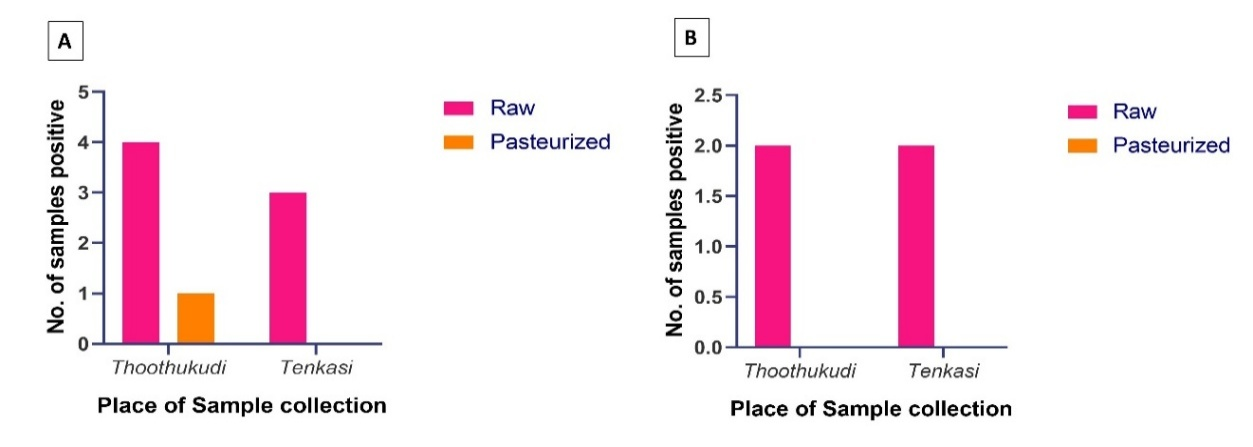 A
5
4
3
2
1
0
No. of samples positive
Thoothukudi
Tenkasi
Place of Sample collection
Raw
Pasteurized
B
2.5
2.0
1.5
1.0
0.5
0.0
No. of samples positive
Thoothukudi
Tenkasi
Place of Sample collection
Raw
Pasteurized